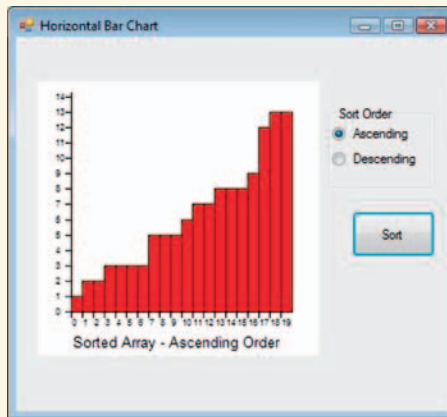 Horizontal Bar Chart
14
13
12
11
10
9
8
7
6
5
4
3
2
1
0
0 1 2 3 4 5 6 7 8 9 10 11 12 13 14 15 16 17 18 19
Sorted Array - Ascending Order
Sort Order
Ascending
Descending
Sort